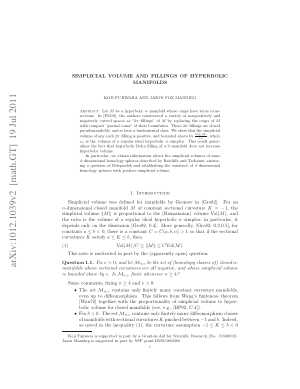 arXiv:1012.1039v2 [math.GT] 19 Jul 2011
SIMPLICIAL VOLUME AND FILLINGS OF HYPERBOLIC
MANIFOLDS
KOJI FUJIWARA AND JASON FOX MANNING
Abstract. Let M be a hyperbolic n–manifold whose cusps have torus cross-
sections. In [FM10], the authors constructed a variety of nonpositively and
negatively curved spaces as "2π–fillings" of M by replacing the cusps of M
with compact "partial cones" of their boundaries. These 2π–fillings are closed
pseudomanifolds, and so have a fundamental class. We show that the simplicial
volume of any such 2π–filling is positive, and bounded above by Vol(M)/vn, where
vn is the volume of a regular ideal hyperbolic n–simplex. This result gener-
alizes the fact that hyperbolic Dehn filling of a 3–manifold does not increase
hyperbolic volume.
In particular, we obtain information about the simplicial volumes of some
4–dimensional homology spheres described by Ratcliffe and Tschantz, answer-
ing a question of Belegradek and establishing the existence of 4–dimensional
homology spheres with positive simplicial volume.
1. Introduction
Simplicial volume was defined for manifolds by Gromov in [Gro82]. For an
n–dimensional closed manifold M of constant sectional curvature K = −1, the
simplicial volume ||M|| is proportional to the (Riemannian) volume Vol(M), and
the ratio is the volume of a regular ideal hyperbolic n–simplex; in particular, it
depends only on the dimension [Gro82, 0.4]. More generally, [Gro82, 0.3,0.5], for
constants a ≤ b < 0, there is a constant C = C(a, b, n) > 1 so that if the sectional
curvatures K satisfy a ≤ K ≤ b, then
(1) Vol(M)/C ≤ ||M|| ≤ C Vol(M).
This note is motivated in part by the (apparently open) question:
Question 1.1. Fix c > 0, and let
closed
manifolds whose sectional curvatures are all negative, and whose simplicial volume
is bounded above by c. Is finite whenever n ≥ 4?
Some comments, fixing n ≥ 4 and c > 0:
• The set contains only finitely many constant curvature manifolds,
even up to diffeomorphism. This follows from Wang's finiteness theorem
[Wan72] together with the proportionality of simplicial volume to hyper-
bolic volume for closed manifolds (see, e.g., [BP92, C.4]).
• Fix b > 0. The set contains only finitely many diffeomorphism classes
of manifolds with sectional curvatures K pinched between −1 and b. Indeed,
as noted in the inequality (1), the curvature assumption −1 ≤ K ≤ b < 0
Koji Fujiwara is supported in part by Grant-in-Aid for Scientific Research
Jason Manning is supported in part by NSF grant
1